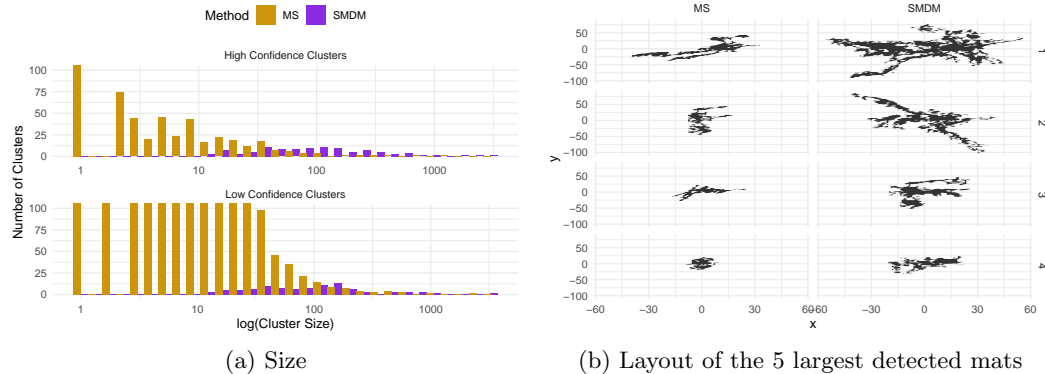 Method MS SMDM
High Confidence Clusters
100
75
50
25
0
1 10 100 1000
Low Confidence Clusters
100
75
50
25
0
1 10 100 1000
log(Cluster Size)
Number of Clusters
(a) Size
MS SMDM
50
0
−50
−100
1
50
0
−50
−100
2
50
0
−50
−100
3
50
0
−50
−100
4
−60 −30 0 30 60−60 −30 0 30 60
x
y
(b) Layout of the 5 largest detected mats